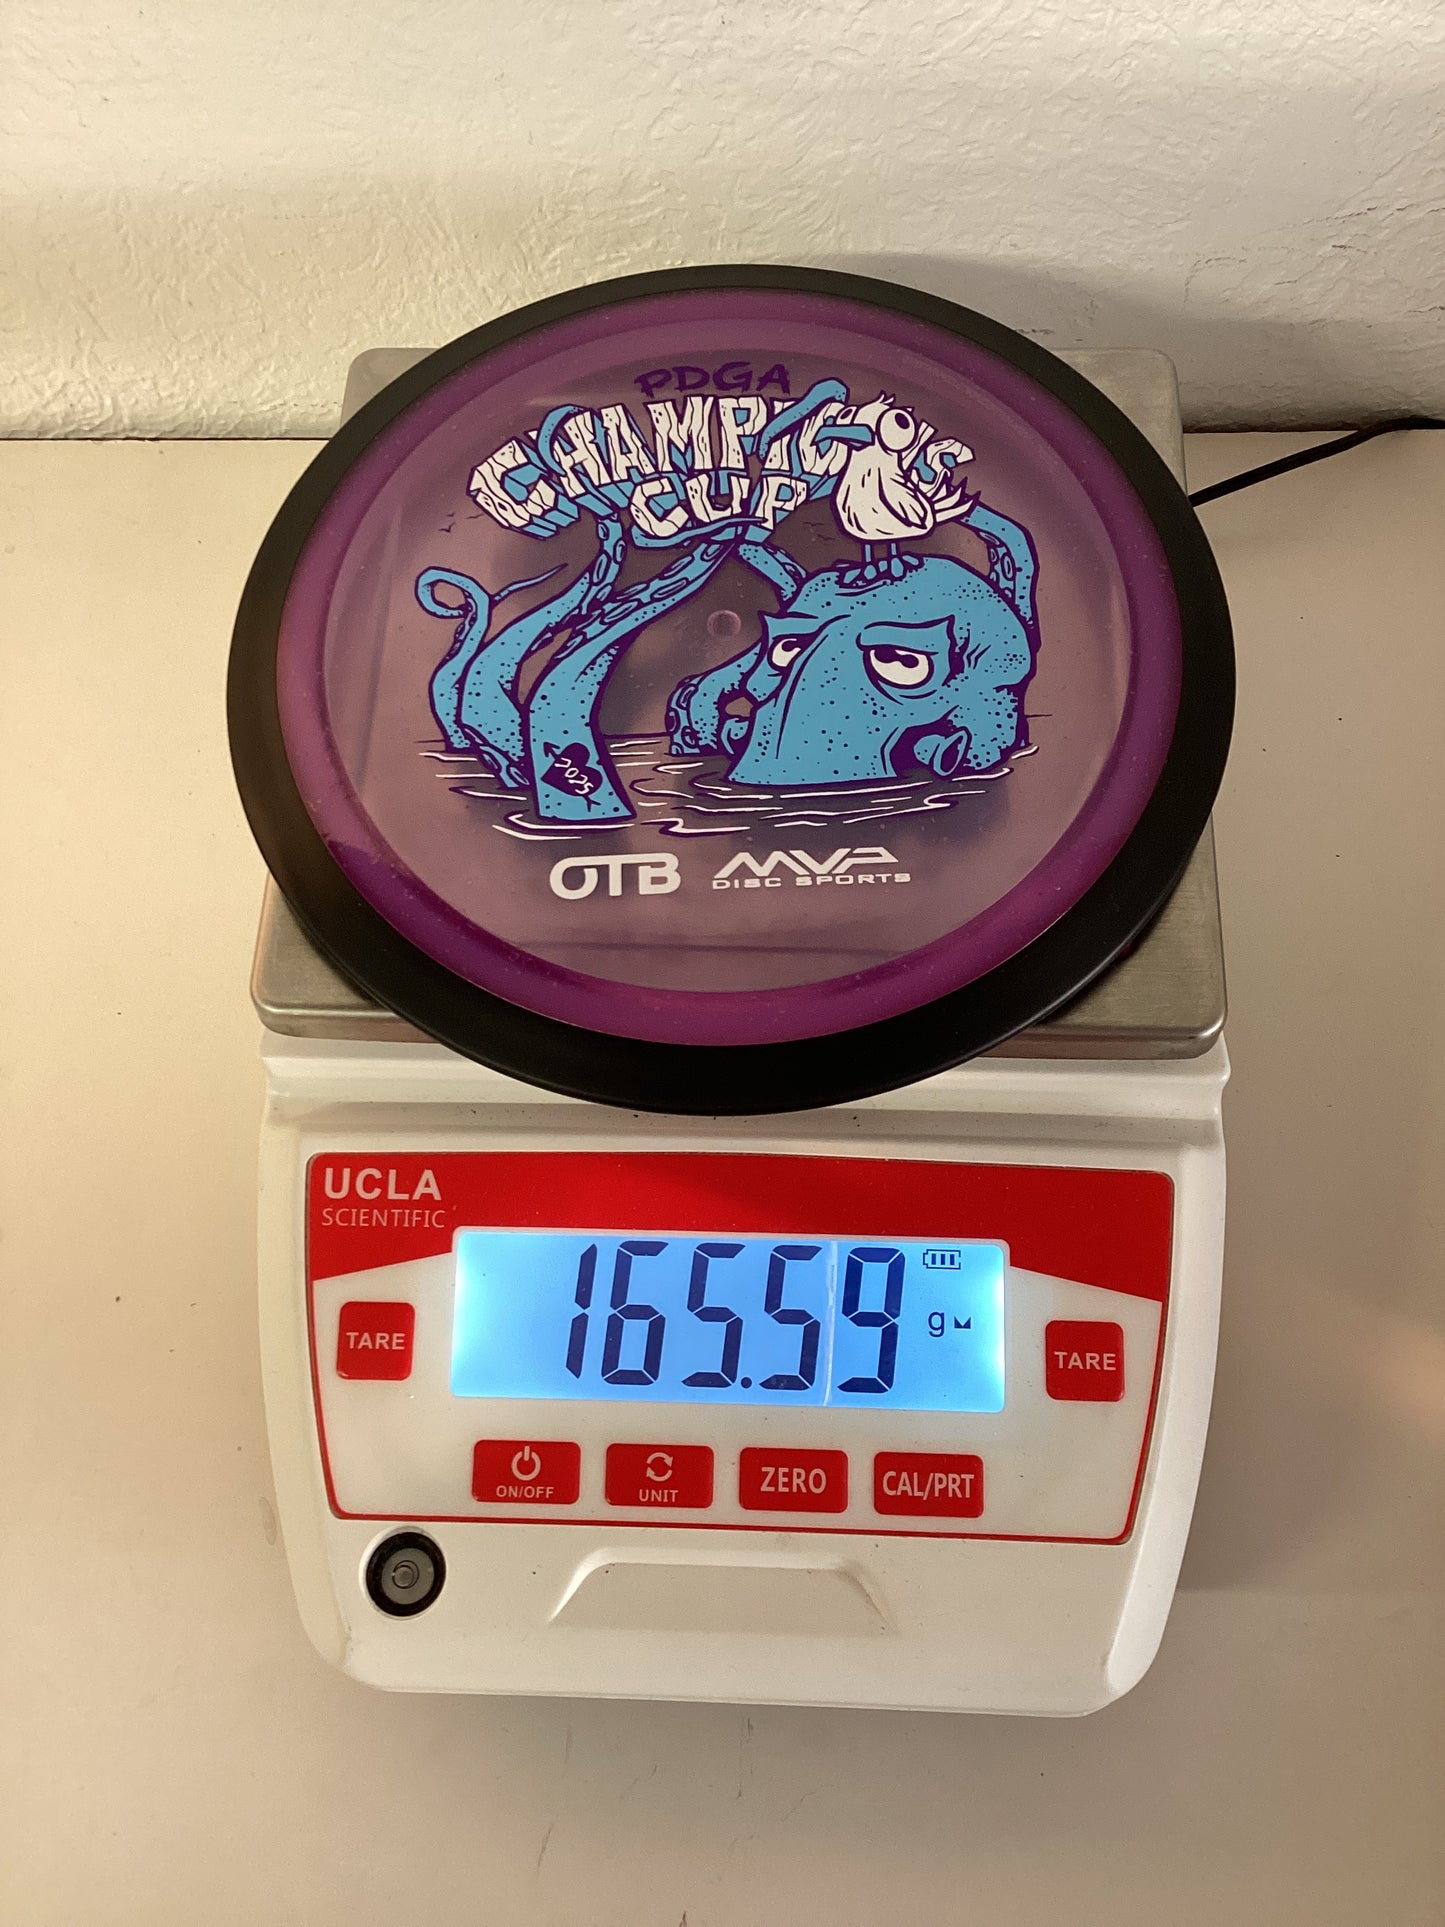 PDGA
CHAMPIONS
CUP
2025
OTB MVP
DISC SPORTS
UCLA
SCIENTIFIC
165.59 g
TARE
TARE
ON/OFF
UNIT
ZERO
CAL/PRT